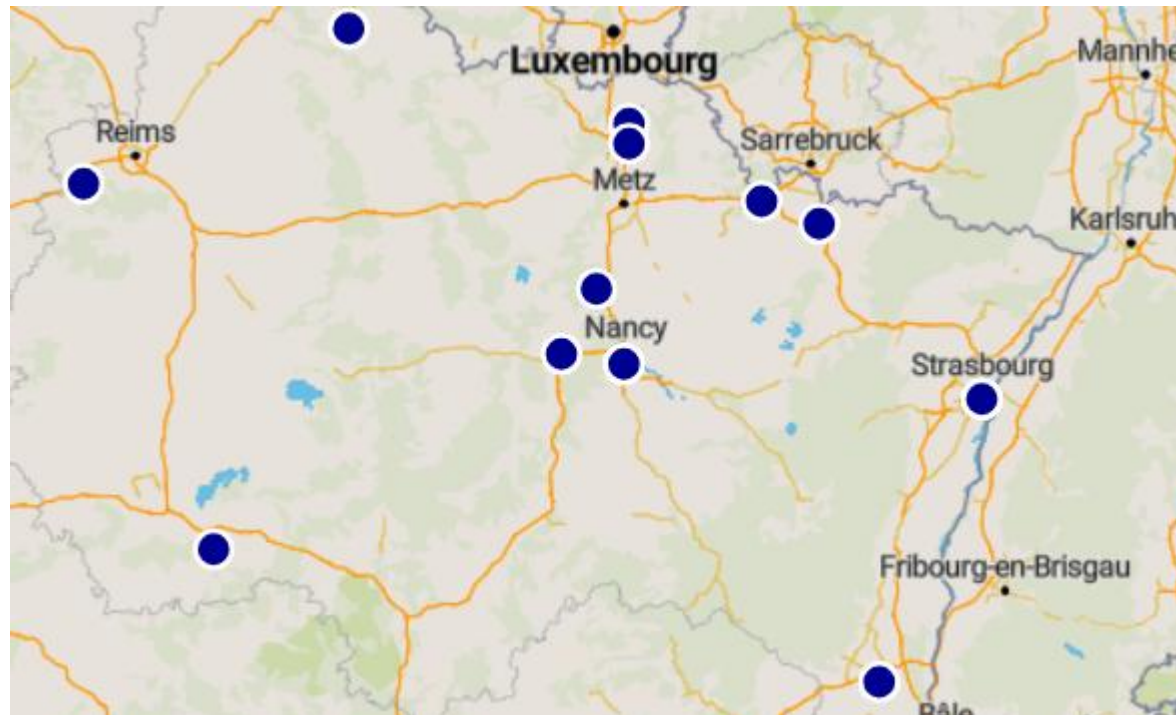 Luxembourg
Mannhe
Reims
Sarrebruck
Metz
Karlsruh
Nancy
Strasbourg
Fribourg-en-Brisgau
Bâle